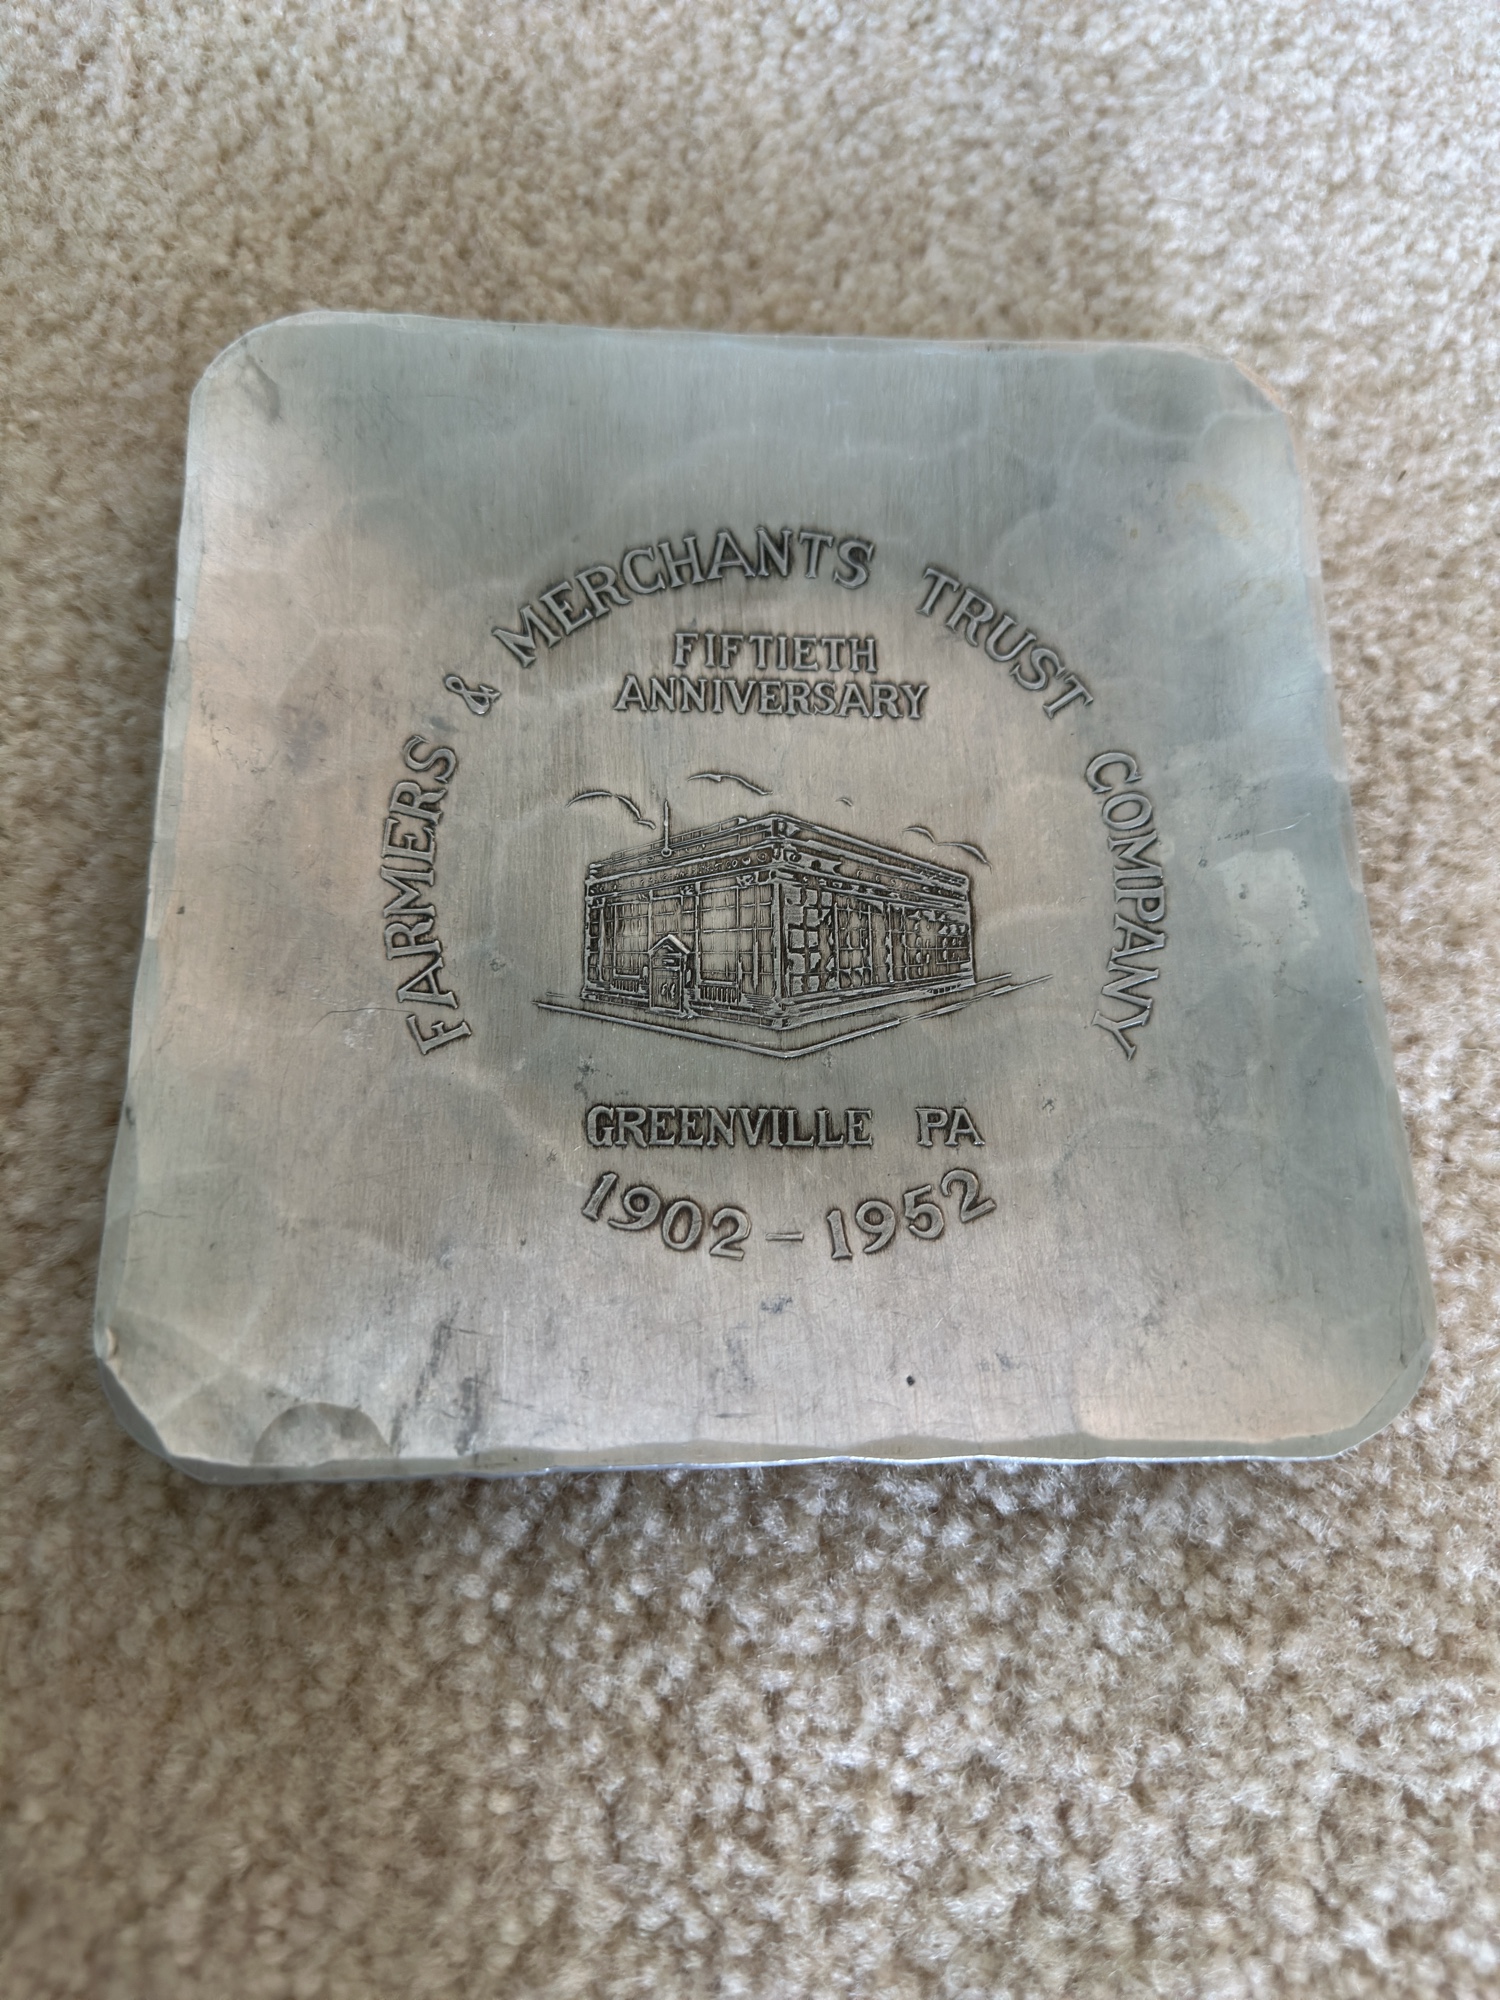 FARMERS & MERCHANTS TRUST COMPANY
FIFTIETH
ANNIVERSARY
GREENVILLE PA
1902-1952